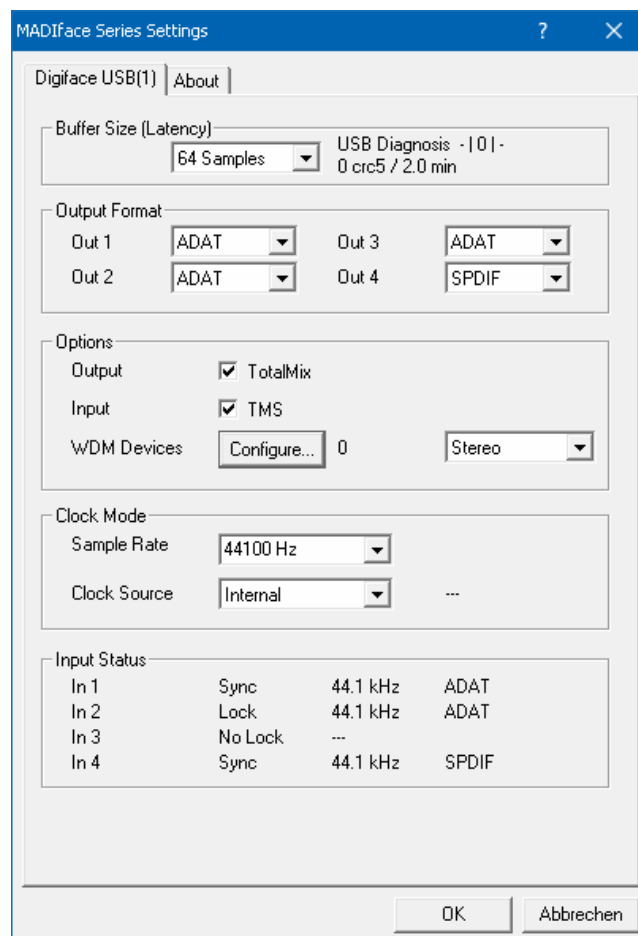 MADIface Series Settings ?
Digiface USB(1) About
Buffer Size (Latency)
64 Samples USB Diagnosis - | 0 | -
0 crc5 / 2.0 min
Output Format
Out 1 ADAT Out 3 ADAT
Out 2 ADAT Out 4 SPDIF
Options
Output TotalMix
Input TMS
WDM Devices Configure... 0 Stereo
Clock Mode
Sample Rate 44100 Hz
Clock Source Internal ---
Input Status
In 1 Sync 44.1 kHz ADAT
In 2 Lock 44.1 kHz ADAT
In 3 No Lock ---
In 4 Sync 44.1 kHz SPDIF
OK Abbrechen